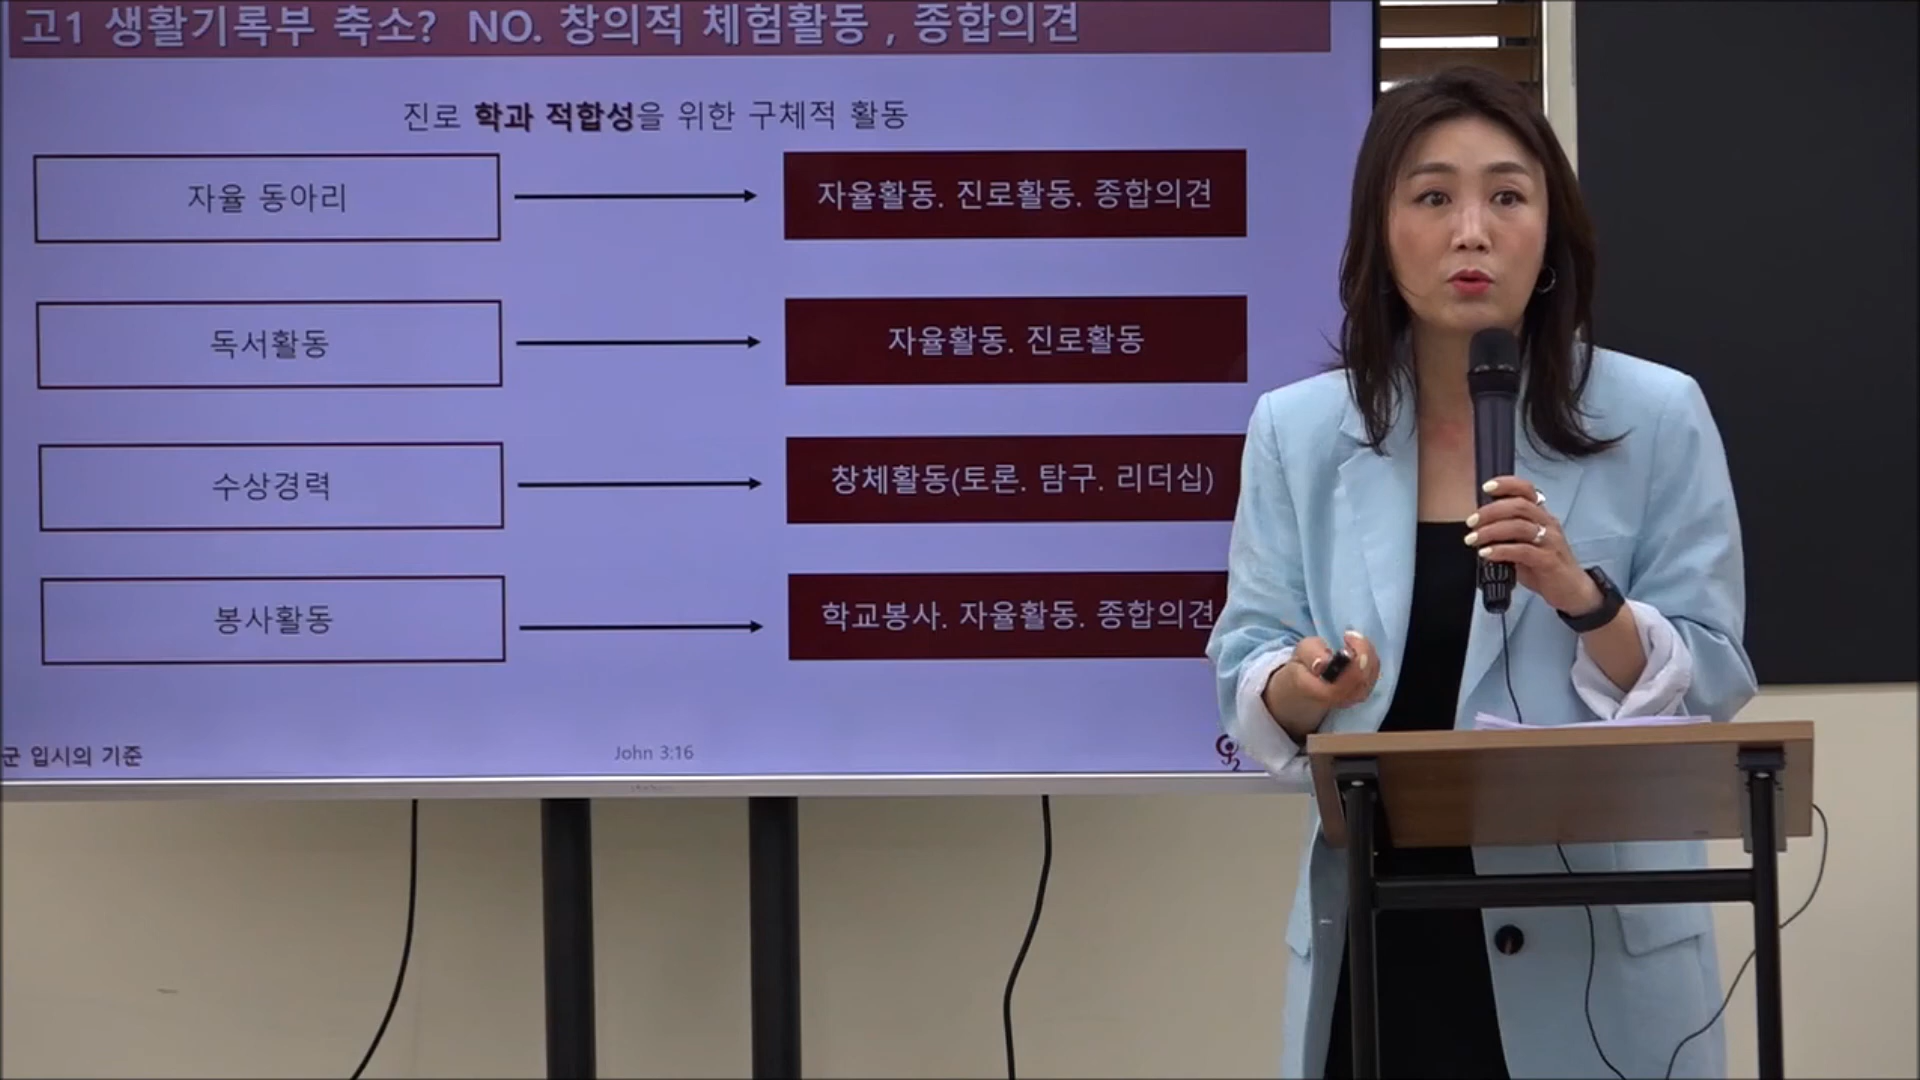 고1 생활기록부 축소? NO. 창의적 체험활동 , 종합의견
진로 학과 적합성을 위한 구체적 활동
자율 동아리
자율활동. 진로활동. 종합의견
독서활동
자율활동. 진로활동
수상경력
창체활동(토론. 탐구. 리더십)
봉사활동
학교봉사. 자율활동. 종합의견
군 입시의 기준
John 3:16